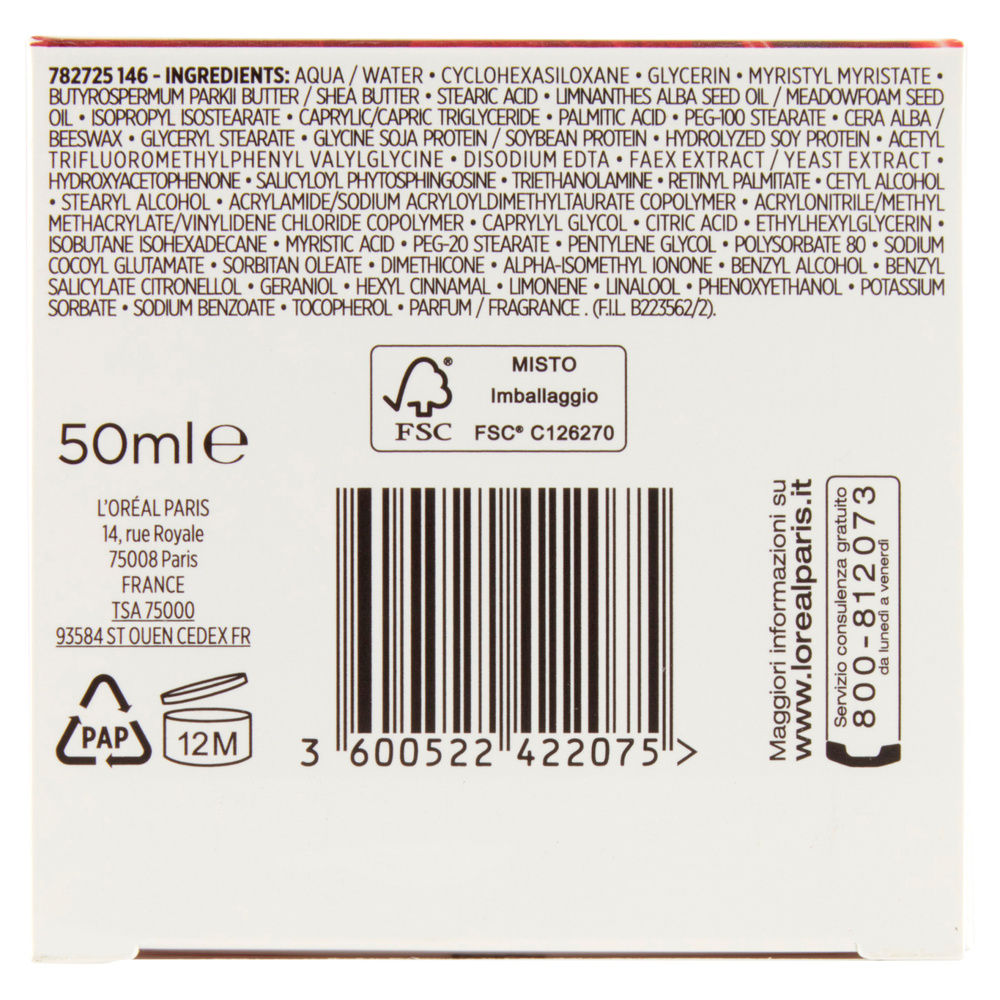 782725 146 - INGREDIENTS: AQUA / WATER • CYCLOHEXASILOXANE • GLYCERIN • MYRISTYL MYRISTATE •
BUTYROSPERMUM PARKII BUTTER / SHEA BUTTER • STEARIC ACID • LIMNANTHES ALBA SEED OIL / MEADOWFOAM SEED
OIL • ISOPROPYL ISOSTEARATE • CAPRYLIC/CAPRIC TRIGLYCERIDE • PALMITIC ACID • PEG-100 STEARATE • CERA ALBA /
BEESWAX • GLYCERYL STEARATE • GLYCINE SOJA PROTEIN / SOYBEAN PROTEIN • HYDROLYZED SOY PROTEIN • ACETYL
TRIFLUOROMETHYLPHENYL VALYLGLYCINE • DISODIUM EDTA • FAEX EXTRACT / YEAST EXTRACT •
HYDROXYACETOPHENONE • SALICYLOYL PHYTOSPHINGOSINE • TRIETHANOLAMINE • RETINYL PALMITATE • CETYL ALCOHOL
• STEARYL ALCOHOL • ACRYLAMIDE/SODIUM ACRYLOYLDIMETHYLTAURATE COPOLYMER • ACRYLONITRILE/METHYL
METHACRYLATE/VINYLIDENE CHLORIDE COPOLYMER • CAPRYLYL GLYCOL • CITRIC ACID • ETHYLHEXYLGLYCERIN •
ISOBUTANE ISOHEXADECANE • MYRISTIC ACID • PEG-20 STEARATE • PENTYLENE GLYCOL • POLYSORBATE 80 • SODIUM
COCOYL GLUTAMATE • SORBITAN OLEATE • DIMETHICONE • ALPHA-ISOMETHYL IONONE • BENZYL ALCOHOL • BENZYL
SALICYLATE CITRONELLOL • GERANIOL • HEXYL CINNAMAL • LIMONENE • LINALOOL • PHENOXYETHANOL • POTASSIUM
SORBATE • SODIUM BENZOATE • TOCOPHEROL • PARFUM / FRAGRANCE . (F.I.L. B223562/2).
MISTO
Imballaggio
FSC® C126270
FSC
50ml e
L'ORÉAL PARIS
14, rue Royale
75008 Paris
FRANCE
TSA 75000
93584 ST OUEN CEDEX FR
PAP
12M
3 600522 422075 >
Maggiori informazioni su
www.lorealparis.it
Servizio consulenza gratuito
800-812073
da lunedì a venerdì